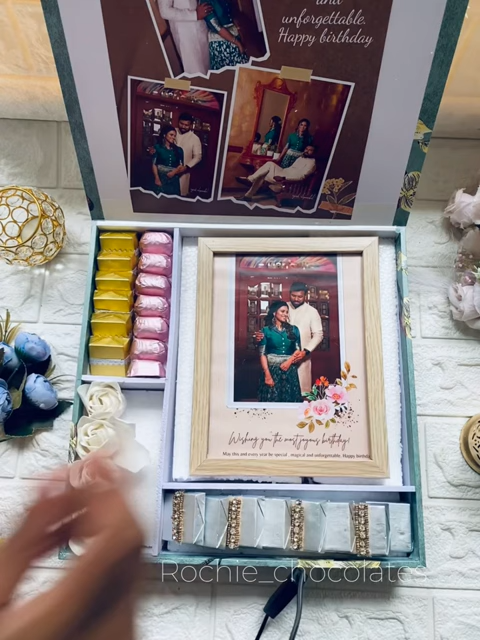 and
unforgettable.
Happy birthday
Wishing you the most joyous birthday!
May this and every year be special, magical and unforgettable. Happy birthday
Rochie_chocolates